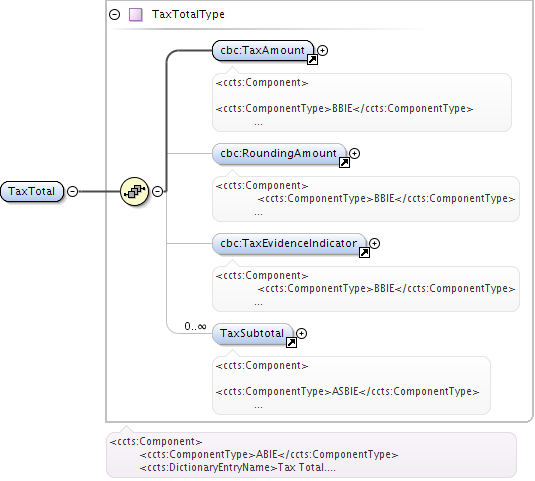 TaxTotalType
cbc:TaxAmount
<ccts:Component>
<ccts:ComponentType>BBIE</ccts:ComponentType>
...
cbc:RoundingAmount
<ccts:Component>
<ccts:ComponentType>BBIE</ccts:ComponentType>
...
TaxTotal
cbc:TaxEvidenceIndicator
<ccts:Component>
<ccts:ComponentType>BBIE</ccts:ComponentType>
...
0..∞
TaxSubtotal
<ccts:Component>
<ccts:ComponentType>ASBIE</ccts:ComponentType>
...
<ccts:Component>
<ccts:ComponentType>ABIE</ccts:ComponentType>
<ccts:DictionaryEntryName>Tax Total....